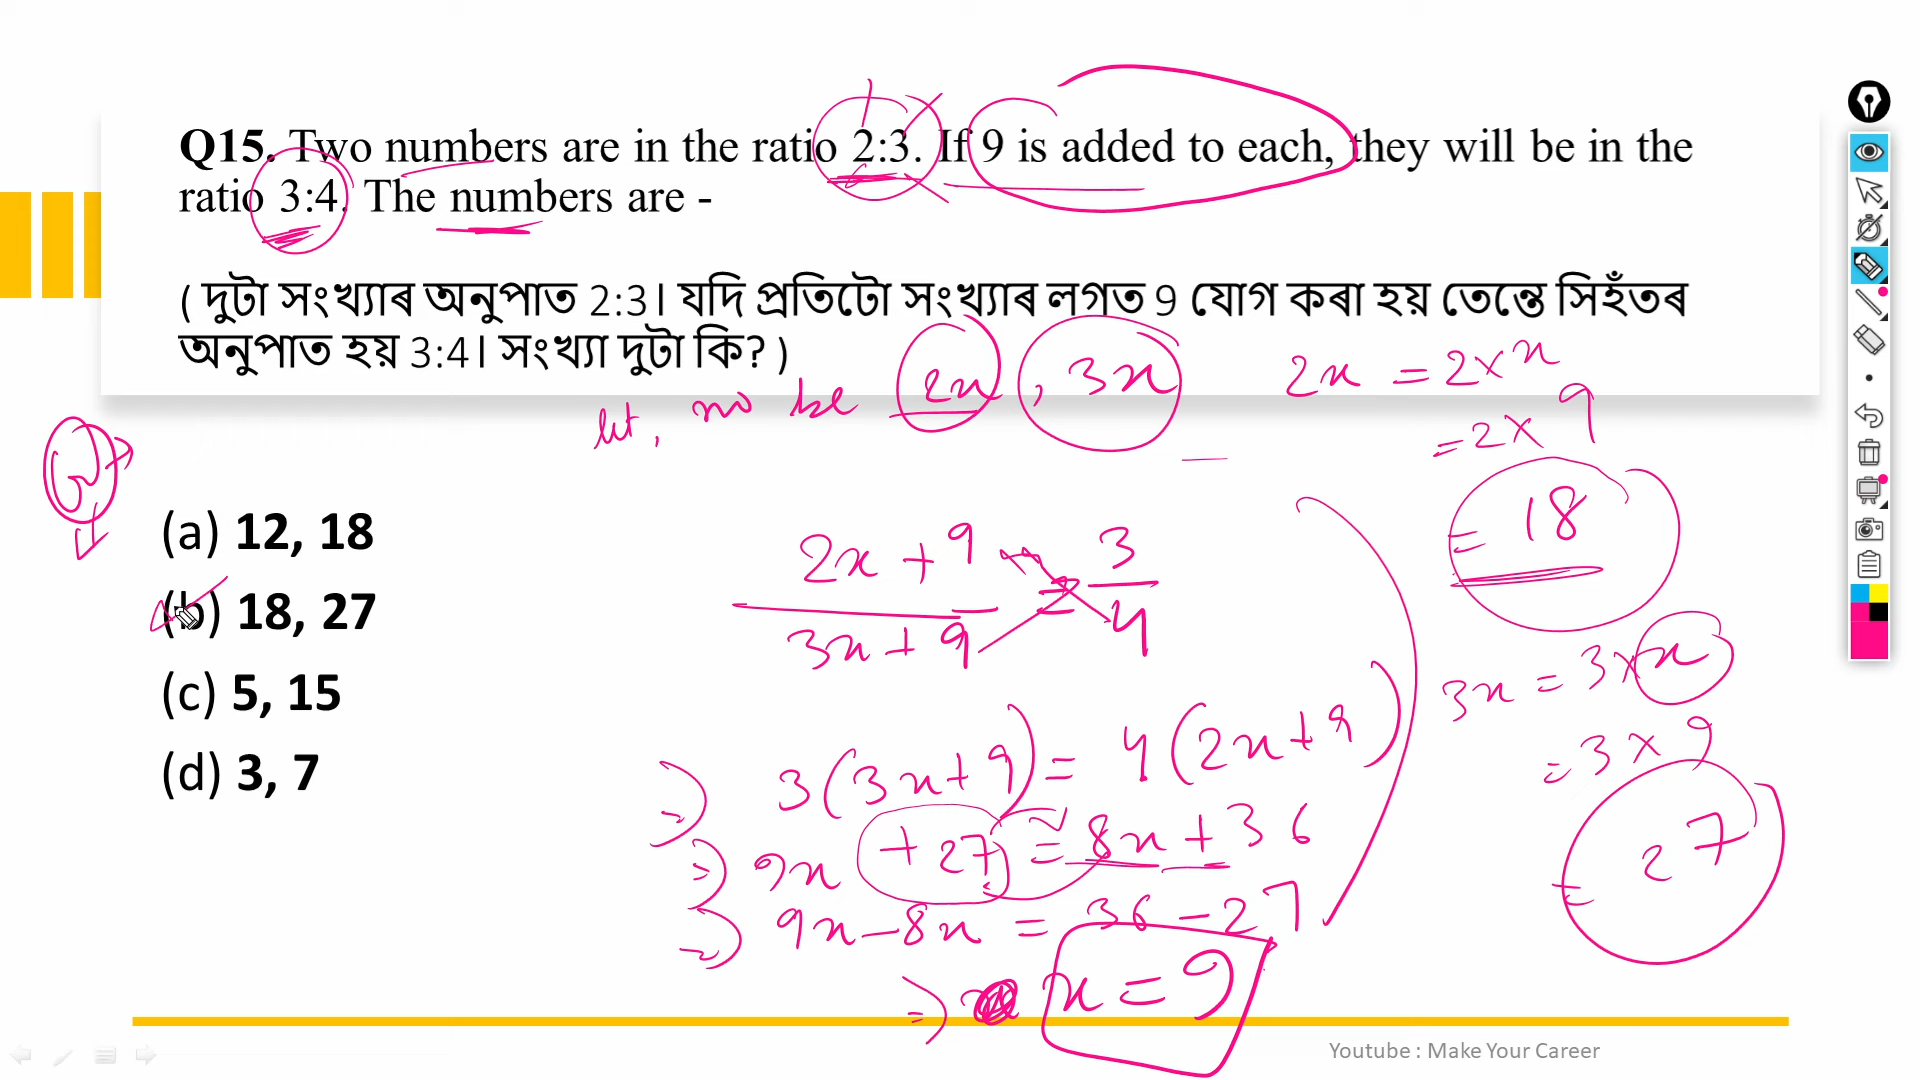 Q15. Two numbers are in the ratio 2:3. If 9 is added to each, they will be in the
ratio 3:4. The numbers are -
( দুটা সংখ্যাৰ অনুপাত 2:3। যদি প্ৰতিটো সংখ্যাৰ লগত 9 যোগ কৰা হয় তেন্তে সিহঁতৰ
অনুপাত হয় 3:4। সংখ্যা দুটা কি? )
let, no be 2x , 3x
(a) 12, 18
(b) 18, 27
(c) 5, 15
(d) 3, 7
2x + 9 = 3
3x + 9 4
=> 3(3x+9) = 4(2x+9)
=> 9x + 27 = 8x + 36
=> 9x - 8x = 36 - 27
=> x = 9
2x = 2 × x
= 2 × 9
= 18
3x = 3 × x
= 3 × 9
= 27
Youtube : Make Your Career